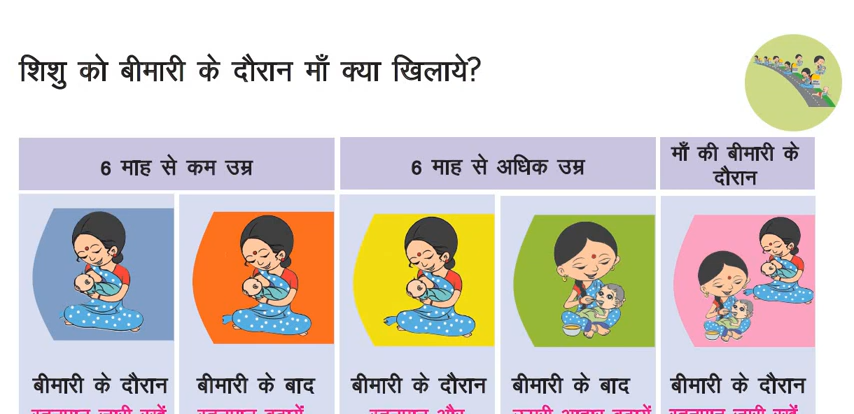 शिशु को बीमारी के दौरान माँ क्या खिलाये?
6 माह से कम उम्र
6 माह से अधिक उम्र
माँ की बीमारी के
दौरान
बीमारी के दौरान
बीमारी के बाद
बीमारी के दौरान
बीमारी के बाद
बीमारी के दौरान